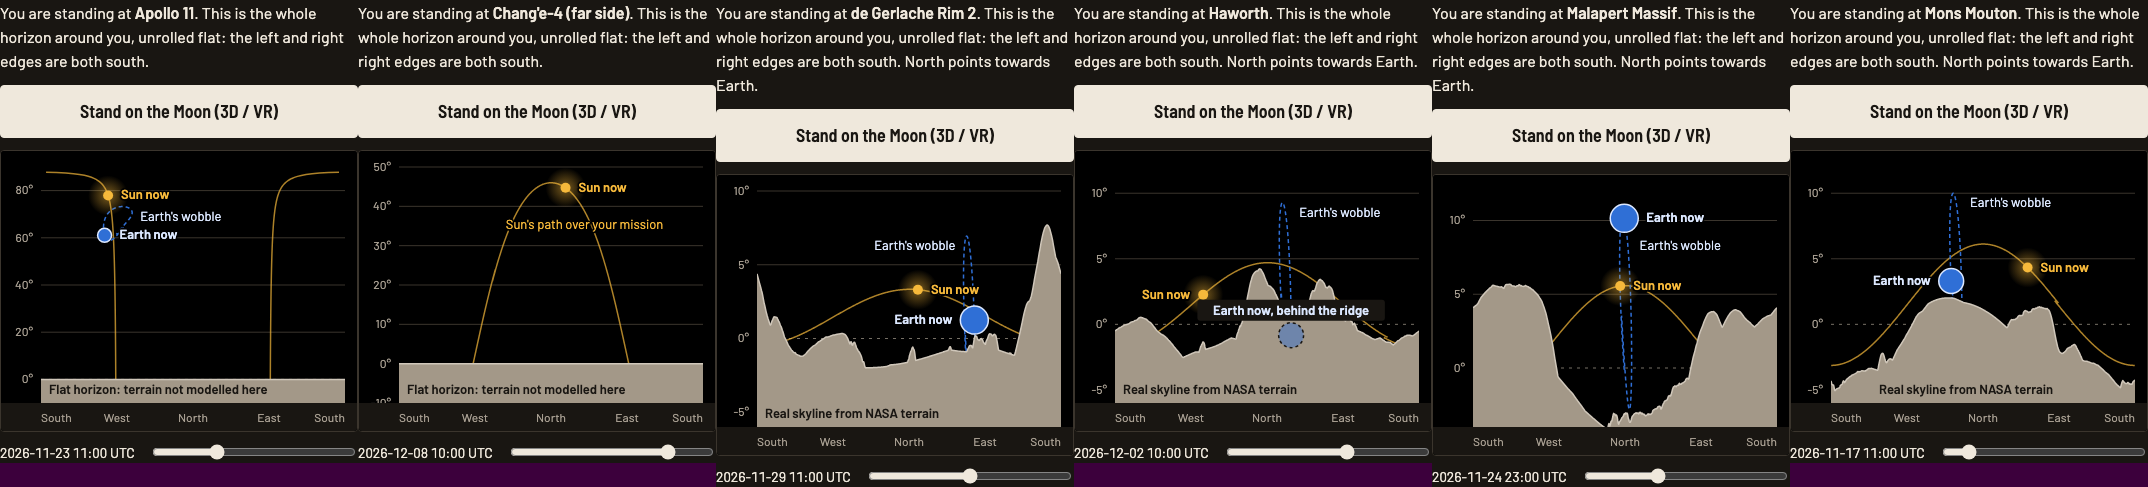 You are standing at Apollo 11. This is the whole
horizon around you, unrolled flat: the left and right
edges are both south.
Stand on the Moon (3D / VR)
80°
60°
40°
20°
0°
Sun now
Earth's wobble
Earth now
Flat horizon: terrain not modelled here
South West North East South
2026-11-23 11:00 UTC
You are standing at Chang'e-4 (far side). This is the
whole horizon around you, unrolled flat: the left and
right edges are both south.
Stand on the Moon (3D / VR)
50°
40°
30°
20°
10°
0°
10°
Sun now
Sun's path over your mission
Flat horizon: terrain not modelled here
South West North East South
2026-12-08 10:00 UTC
You are standing at de Gerlache Rim 2. This is the
whole horizon around you, unrolled flat: the left and
right edges are both south. North points towards
Earth.
Stand on the Moon (3D / VR)
10°
5°
0°
-5°
Earth's wobble
Sun now
Earth now
Real skyline from NASA terrain
South West North East South
2026-11-29 11:00 UTC
You are standing at Haworth. This is the whole
horizon around you, unrolled flat: the left and right
edges are both south. North points towards Earth.
Stand on the Moon (3D / VR)
10°
5°
0°
-5°
Earth's wobble
Sun now
Earth now, behind the ridge
Real skyline from NASA terrain
South West North East South
2026-12-02 10:00 UTC
You are standing at Malapert Massif. This is the
whole horizon around you, unrolled flat: the left and
right edges are both south. North points towards
Earth.
Stand on the Moon (3D / VR)
10°
5°
0°
Earth now
Earth's wobble
Sun now
South West North East South
2026-11-24 23:00 UTC
You are standing at Mons Mouton. This is the whole
horizon around you, unrolled flat: the left and right
edges are both south. North points towards Earth.
Stand on the Moon (3D / VR)
10°
5°
0°
-5°
Earth's wobble
Sun now
Earth now
Real skyline from NASA terrain
South West North East South
2026-11-17 11:00 UTC